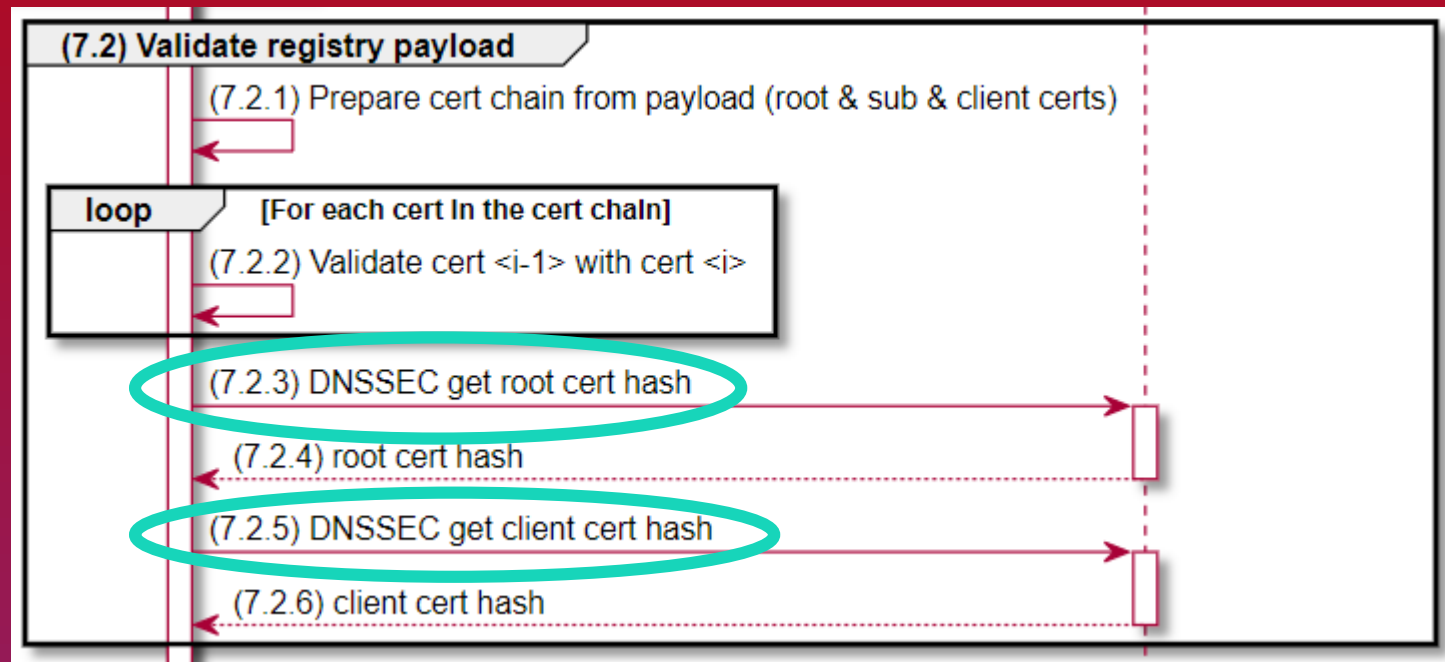 (7.2) Validate registry payload
(7.2.1) Prepare cert chain from payload (root & sub & client certs)
loop [For each cert in the cert chain]
(7.2.2) Validate cert <i-1> with cert <i>
(7.2.3) DNSSEC get root cert hash
(7.2.4) root cert hash
(7.2.5) DNSSEC get client cert hash
(7.2.6) client cert hash